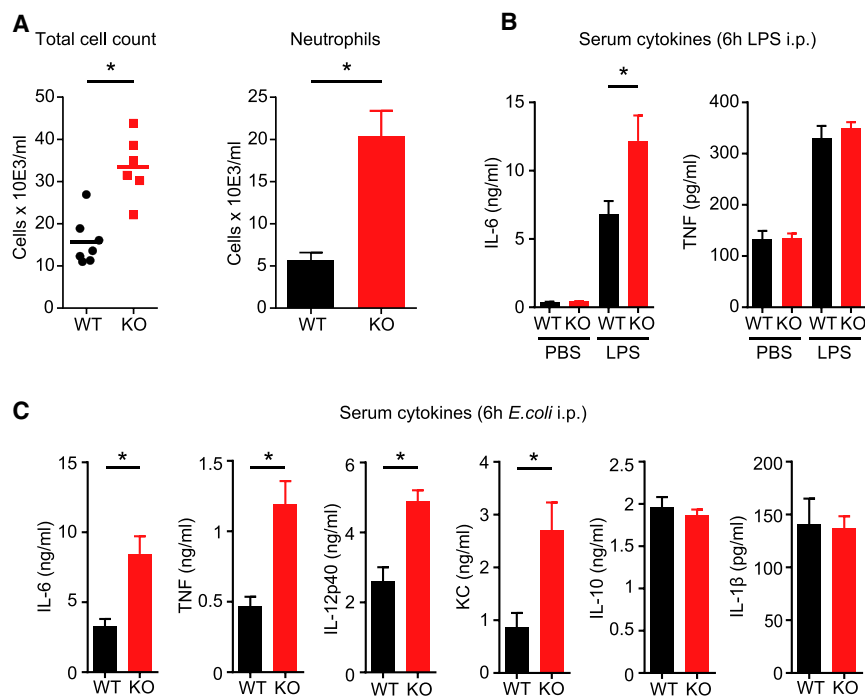 A
Total cell count
*
Cells x 10E3/ml
50
40
30
20
10
0
WT
KO
Neutrophils
*
Cells x 10E3/ml
25
20
15
10
5
0
WT
KO
B
Serum cytokines (6h LPS i.p.)
*
IL-6 (ng/ml)
15
10
5
0
WT KO WT KO
PBS LPS
TNF (pg/ml)
400
300
200
100
0
WT KO WT KO
PBS LPS
C
Serum cytokines (6h E.coli i.p.)
*
IL-6 (ng/ml)
15
10
5
0
WT KO
*
TNF (ng/ml)
1.5
1
0.5
0
WT KO
*
IL-12p40 (ng/ml)
6
4
2
0
WT KO
*
KC (ng/ml)
4
3
2
1
0
WT KO
IL-10 (ng/ml)
2.5
2
1.5
1
0.5
0
WT KO
IL-1β (pg/ml)
200
150
100
50
0
WT KO